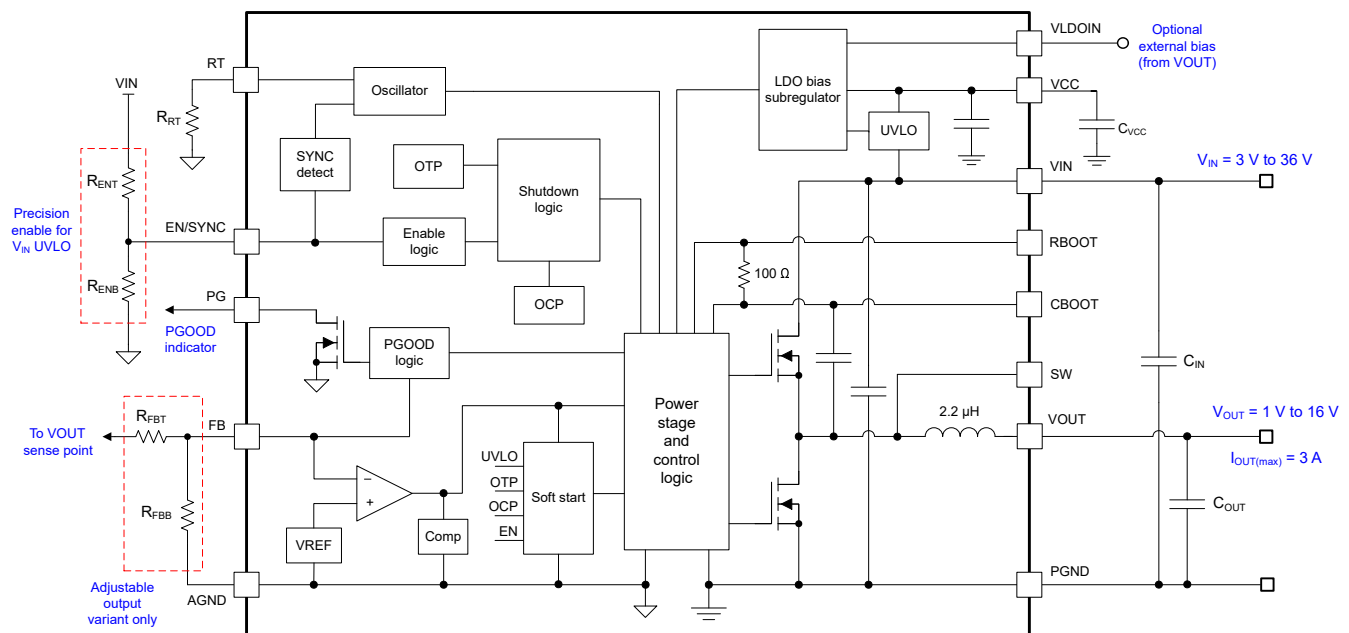 VLDOIN
Optional
external bias
(from VOUT)
RT
VIN
Oscillator
LDO bias
subregulator
VCC
R_RT
UVLO
C_VCC
SYNC
detect
OTP
Shutdown
logic
VIN
V_IN = 3 V to 36 V
R_ENT
Precision
enable for
V_IN UVLO
EN/SYNC
Enable
logic
RBOOT
100 Ω
R_ENB
OCP
PG
CBOOT
PGOOD
indicator
PGOOD
logic
C_IN
SW
Power
stage
and
control
logic
2.2 µH
VOUT
V_OUT = 1 V to 16 V
I_OUT(max) = 3 A
R_FBT
FB
To VOUT
sense point
UVLO
OTP
OCP
EN
Soft start
−
+
R_FBB
VREF
Comp
C_OUT
PGND
AGND
Adjustable
output
variant only